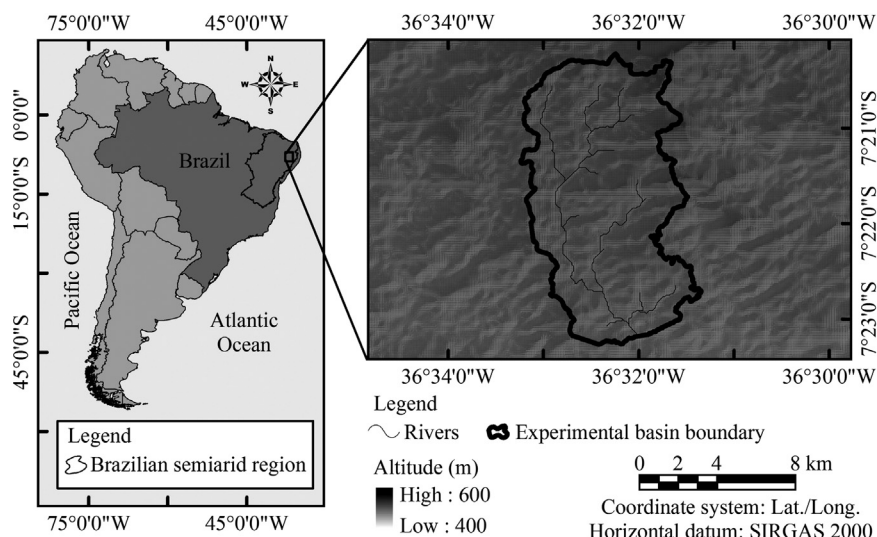 75°0'0"W 45°0'0"W
36°34'0"W 36°32'0"W 36°30'0"W
N
W E
S
0°0'0"
15°0'0"S
45°0'0"S
Brazil
Pacific Ocean
Atlantic
Ocean
Legend
Brazilian semiarid region
75°0'0"W 45°0'0"W
7°21'0"S
7°22'0"S
7°23'0"S
36°34'0"W 36°32'0"W 36°30'0"W
Legend
Rivers Experimental basin boundary
Altitude (m)
High : 600
Low : 400
0 2 4 8 km
Coordinate system: Lat./Long.
Horizontal datum: SIRGAS 2000